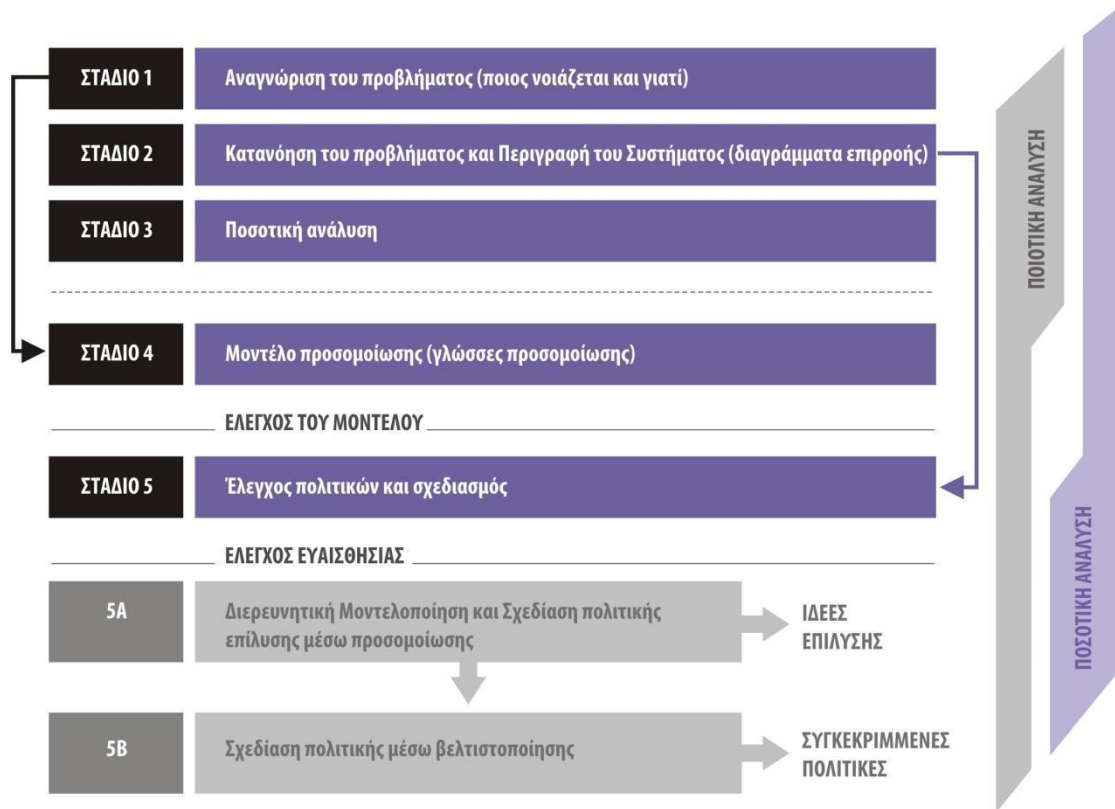 ΣΤΑΔΙΟ 1
Αναγνώριση του προβλήματος (ποιος νοιάζεται και γιατί)
ΣΤΑΔΙΟ 2
Κατανόηση του προβλήματος και Περιγραφή του Συστήματος (διαγράμματα επιρροής)
ΣΤΑΔΙΟ 3
Ποσοτική ανάλυση
ΣΤΑΔΙΟ 4
Μοντέλο προσομοίωσης (γλώσσες προσομοίωσης)
ΕΛΕΓΧΟΣ ΤΟΥ ΜΟΝΤΕΛΟΥ
ΣΤΑΔΙΟ 5
Έλεγχος πολιτικών και σχεδιασμός
ΕΛΕΓΧΟΣ ΕΥΑΙΣΘΗΣΙΑΣ
5Α
Διερευνητική Μοντελοποίηση και Σχεδίαση πολιτικής
επίλυσης μέσω προσομοίωσης
ΙΔΕΕΣ
ΕΠΙΛΥΣΗΣ
5Β
Σχεδίαση πολιτικής μέσω βελτιστοποίησης
ΣΥΓΚΕΚΡΙΜΜΕΝΕΣ
ΠΟΛΙΤΙΚΕΣ
ΠΟΙΟΤΙΚΗ ΑΝΑΛΥΣΗ
ΠΟΣΟΤΙΚΗ ΑΝΑΛΥΣΗ